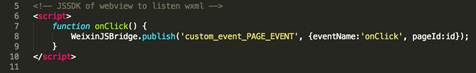 5 <!-- JSSDK of webview to listen wxml -->
6 <script>
7 function onClick() {
8 WeixinJSBridge.publish('custom_event_PAGE_EVENT', {eventName:'onClick', pageId:id});
9 }
10 </script>
11